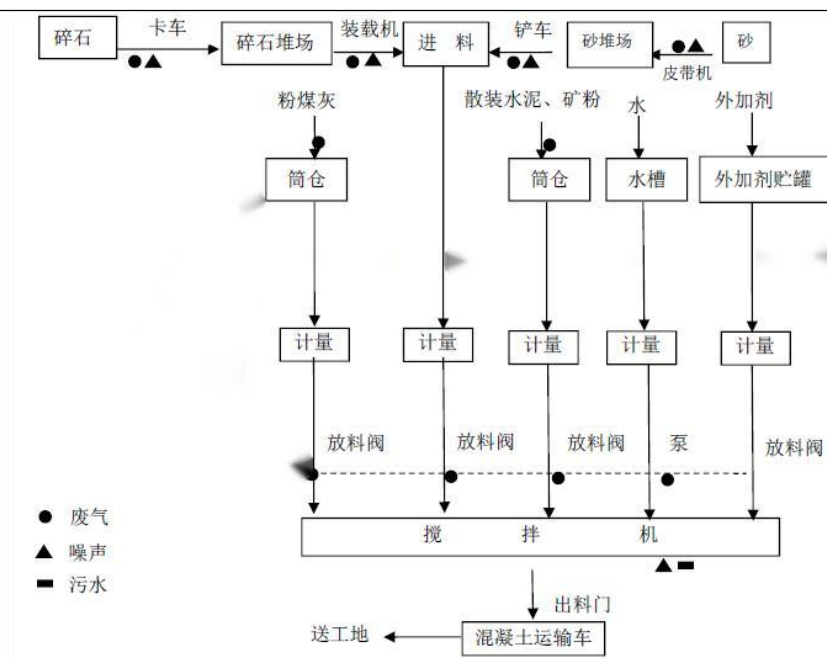 卡车 装载机 铲车
碎石 碎石堆场 进 料 砂堆场 砂
皮带机
粉煤灰 散装水泥、矿粉 水 外加剂
筒仓 筒仓 水槽 外加剂贮罐
计量 计量 计量 计量 计量
放料阀 放料阀 放料阀 泵 放料阀
废气
搅 拌 机
噪声
污水
出料门
送工地 混凝土运输车